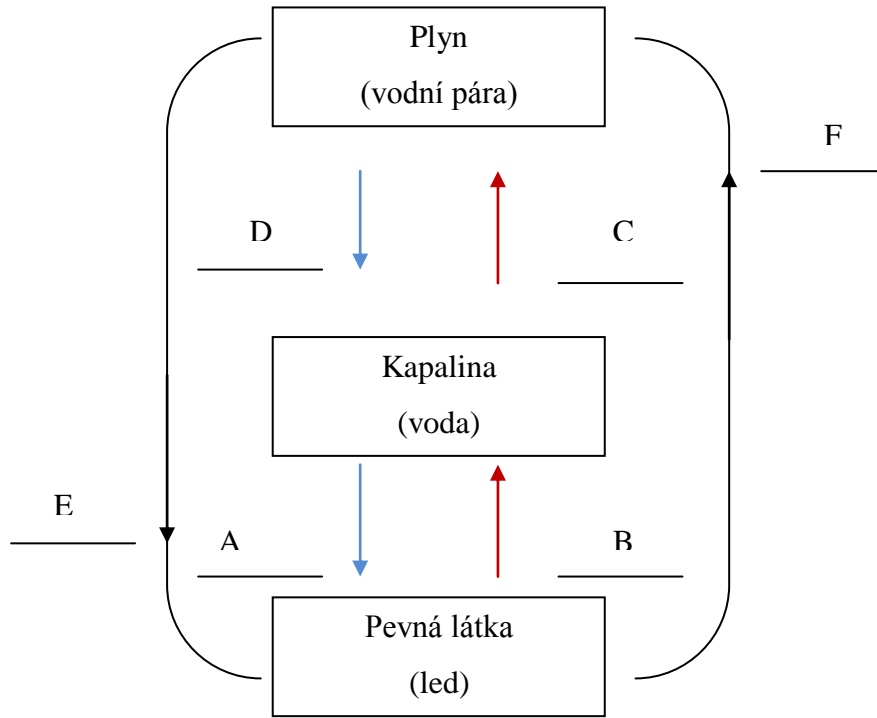 Plyn
(vodní pára)
F
D
C
Kapalina
(voda)
E
A
B
Pevná látka
(led)